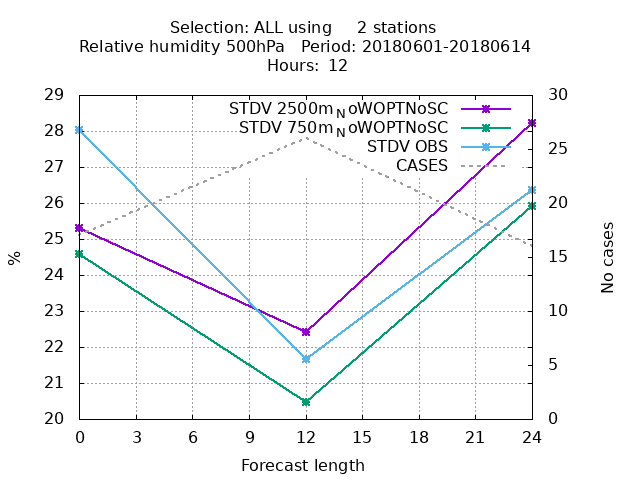 Selection: ALL using     2 stations
Relative humidity 500hPa   Period: 20180601-20180614
Hours:  12
STDV 2500m_NoWOPTNoSC
STDV 750m_NoWOPTNoSC
STDV OBS
CASES
29
28
27
26
25
24
23
22
21
20
%
30
25
20
15
10
5
0
No cases
0 3 6 9 12 15 18 21 24
Forecast length